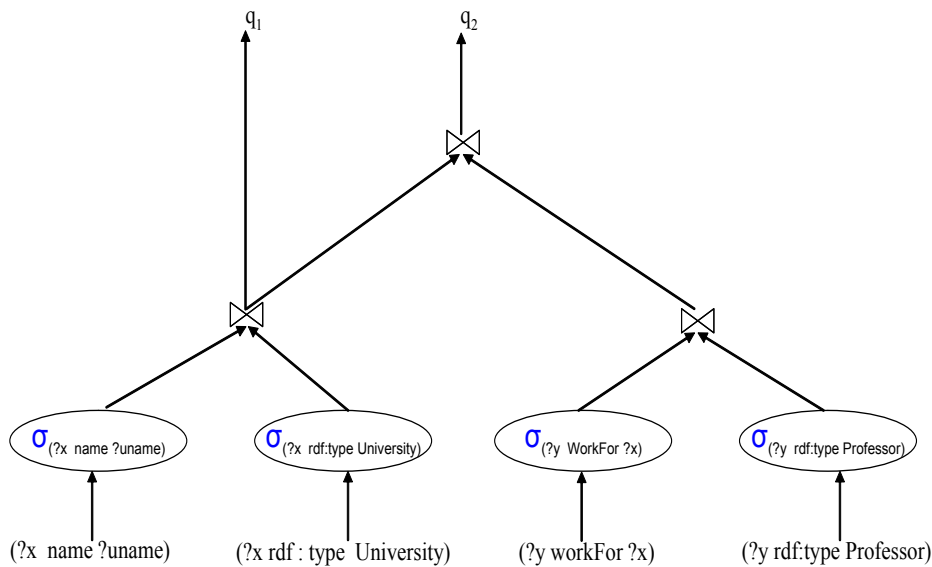 q1 q2
σ(?x name ?uname) σ(?x rdf:type University) σ(?y WorkFor ?x) σ(?y rdf:type Professor)
(?x name ?uname) (?x rdf : type University) (?y workFor ?x) (?y rdf:type Professor)